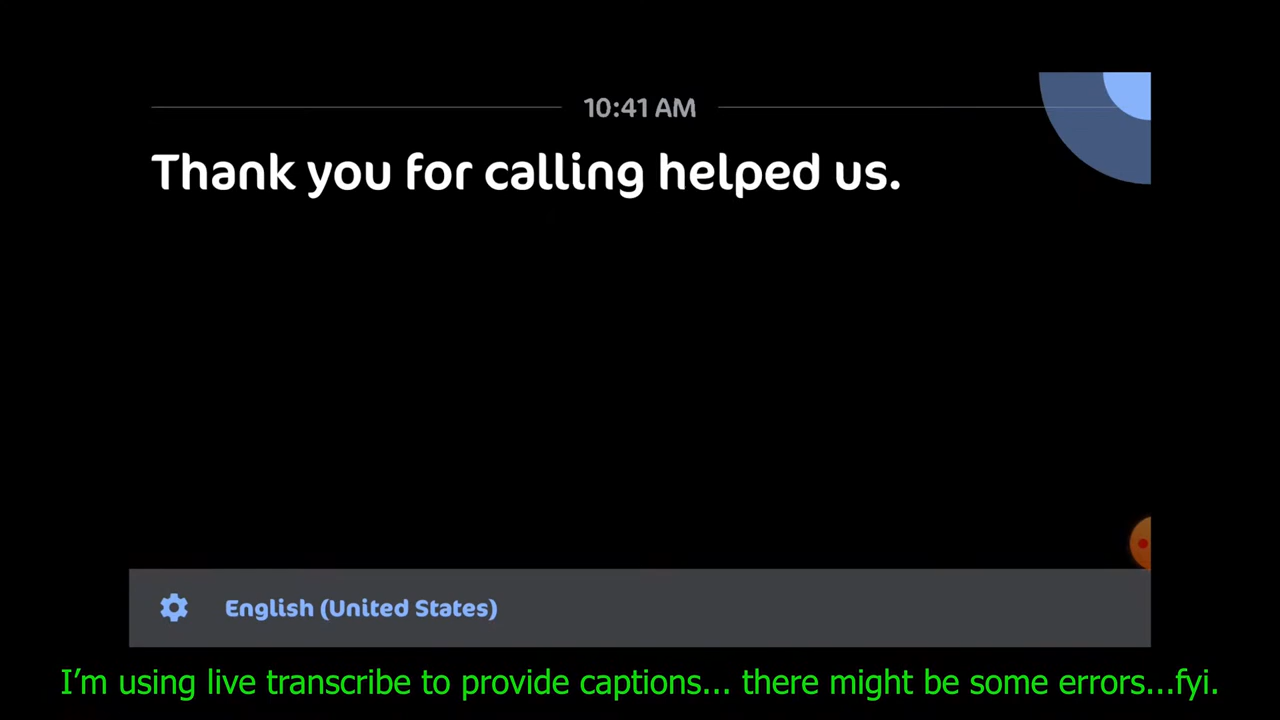 10:41 AM
Thank you for calling helped us.
English (United States)
I'm using live transcribe to provide captions... there might be some errors...fyi.